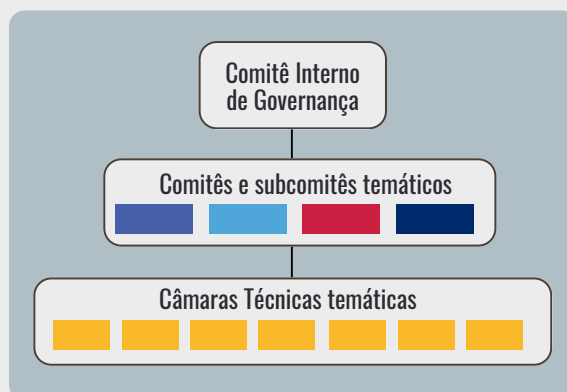 Comitê Interno
de Governança
Comitês e subcomitês temáticos
Câmaras Técnicas temáticas